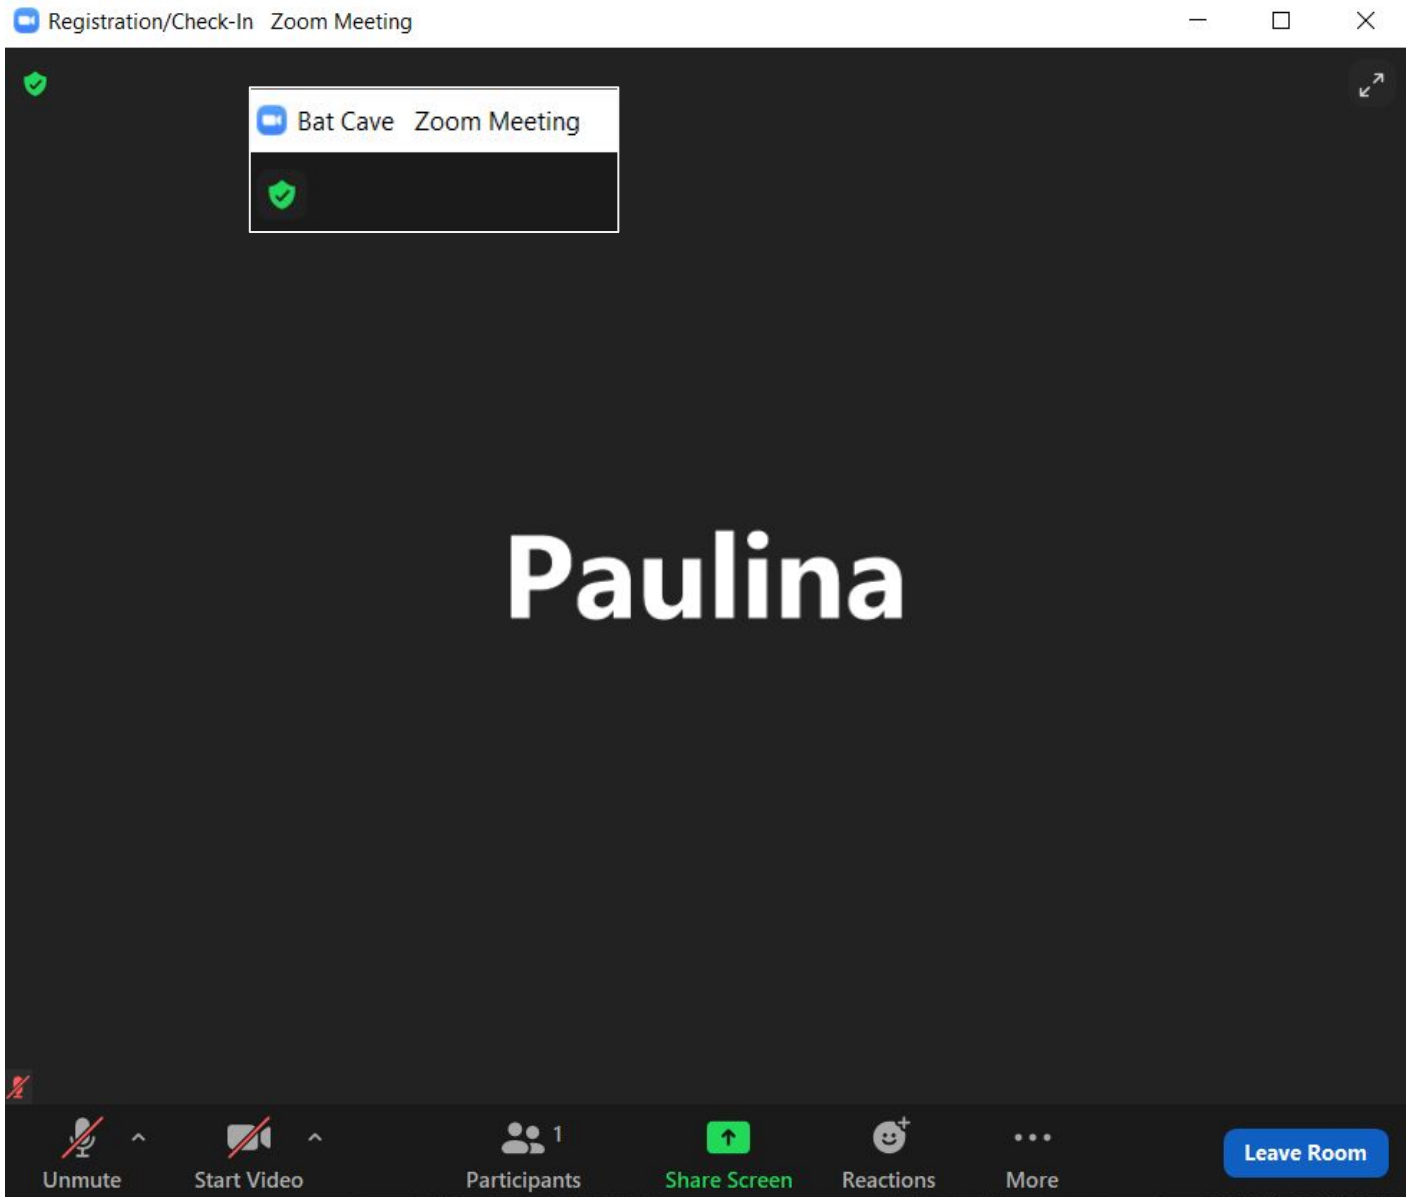 Registration/Check-In Zoom Meeting
Bat Cave Zoom Meeting
Paulina
1
Unmute Start Video Participants Share Screen Reactions More Leave Room